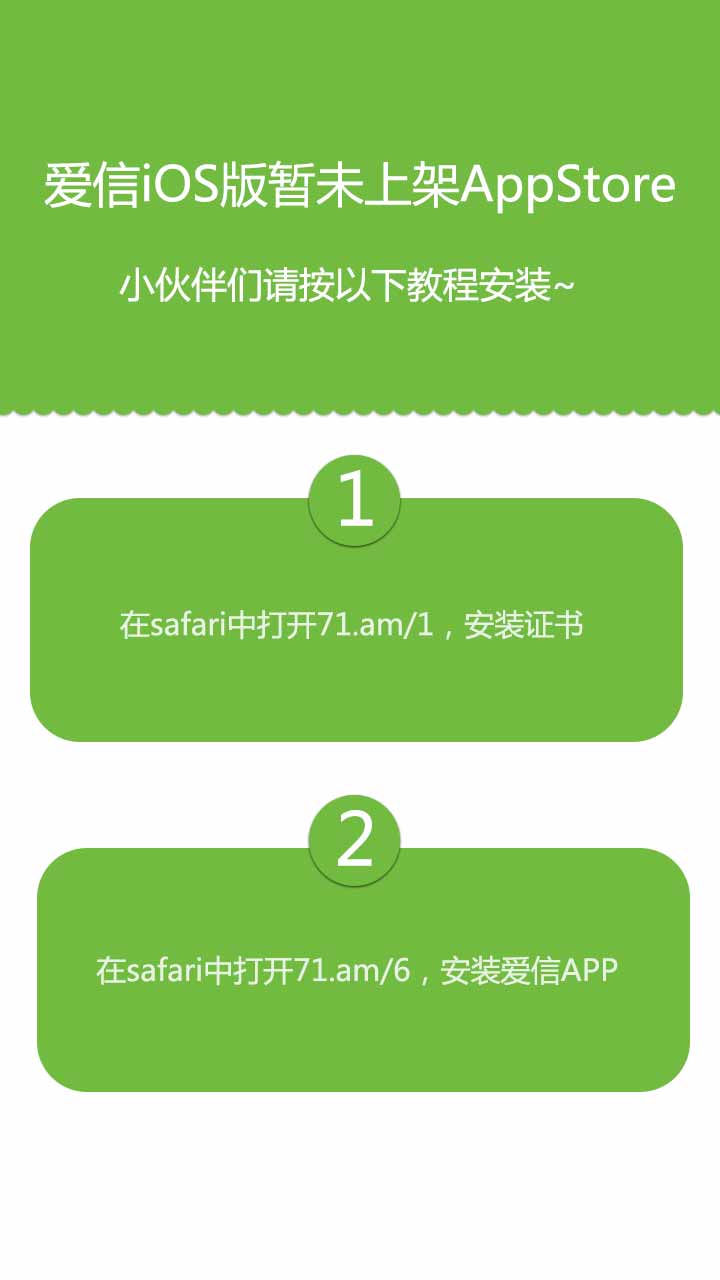 爱信iOS版暂未上架AppStore
小伙伴们请按以下教程安装~
1
在safari中打开71.am/1，安装证书
2
在safari中打开71.am/6，安装爱信APP